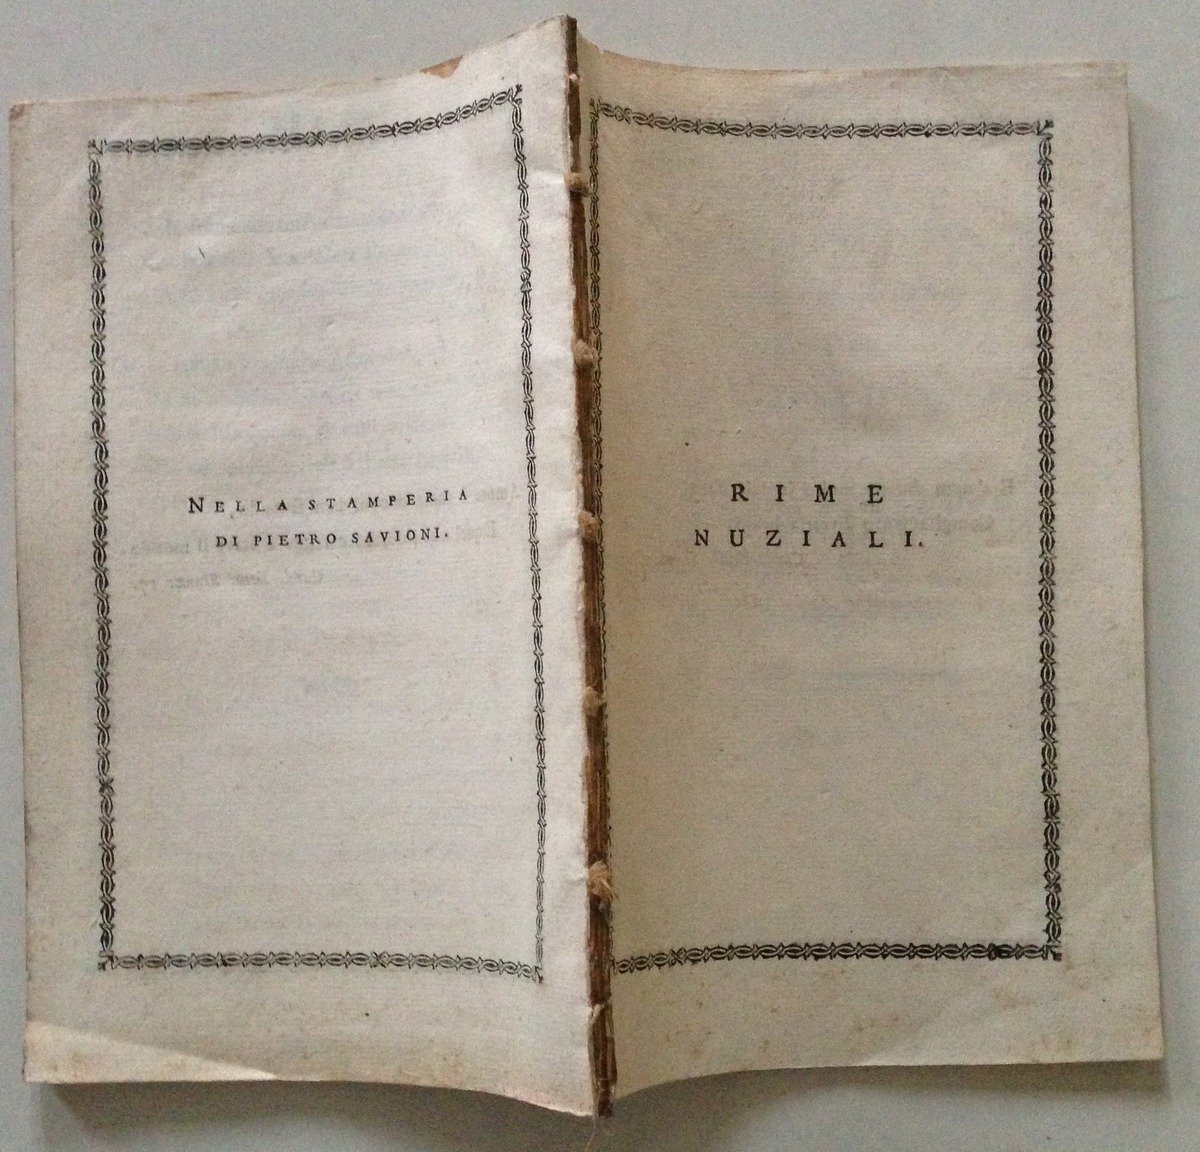 NELLA STAMPERIA
DI PIETRO SAVIONI.
RIME
NUZIALI.